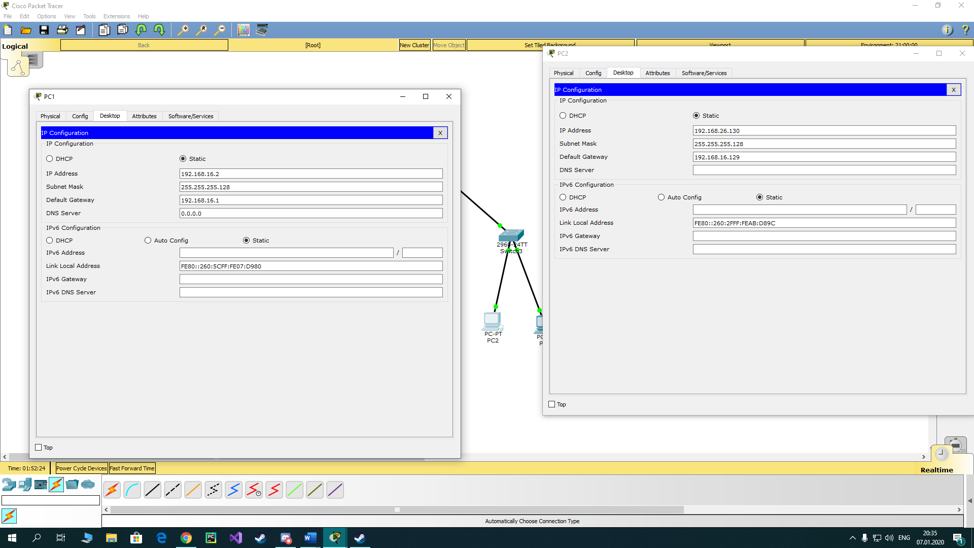 Cisco Packet Tracer
File Edit Options View Tools Extensions Help
Logical
Back
[Root]
New Cluster
Move Object
Set Tiled Background
Viewport
Environment: 21:00:00
PC1
Physical Config Desktop Attributes Software/Services
IP Configuration
X
IP Configuration
DHCP
Static
IP Address
192.168.16.2
Subnet Mask
255.255.255.128
Default Gateway
192.168.16.1
DNS Server
0.0.0.0
IPv6 Configuration
DHCP
Auto Config
Static
IPv6 Address
/
Link Local Address
FE80::260:5CFF:FE07:D980
IPv6 Gateway
IPv6 DNS Server
Top
2960-24TT
Switch3
PC-PT
PC2
PC2
Physical Config Desktop Attributes Software/Services
IP Configuration
X
IP Configuration
DHCP
Static
IP Address
192.168.26.130
Subnet Mask
255.255.255.128
Default Gateway
192.168.16.129
DNS Server
IPv6 Configuration
DHCP
Auto Config
Static
IPv6 Address
/
Link Local Address
FE80::260:2FFF:FEAB:D89C
IPv6 Gateway
IPv6 DNS Server
Top
Time: 01:52:24
Power Cycle Devices
Fast Forward Time
Realtime
Automatically Choose Connection Type
ENG
20:35
07.01.2020